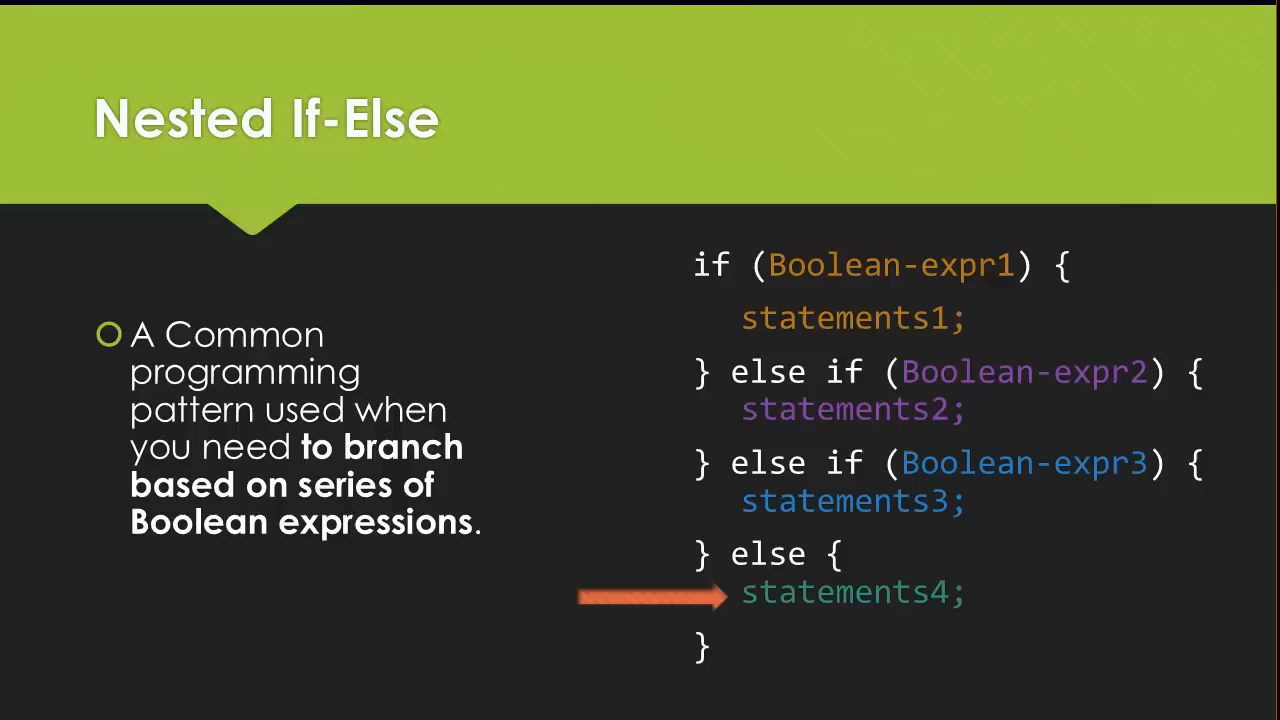 Nested If-Else
A Common
programming
pattern used when
you need to branch
based on series of
Boolean expressions.
if (Boolean-expr1) {
statements1;
} else if (Boolean-expr2) {
statements2;
} else if (Boolean-expr3) {
statements3;
} else {
statements4;
}